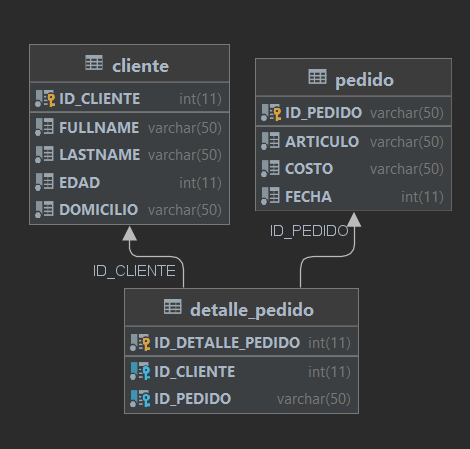 cliente
ID_CLIENTE int(11)
FULLNAME varchar(50)
LASTNAME varchar(50)
EDAD int(11)
DOMICILIO varchar(50)
pedido
ID_PEDIDO varchar(50)
ARTICULO varchar(50)
COSTO varchar(50)
FECHA int(11)
ID_CLIENTE
ID_PEDIDO
detalle_pedido
ID_DETALLE_PEDIDO int(11)
ID_CLIENTE int(11)
ID_PEDIDO varchar(50)